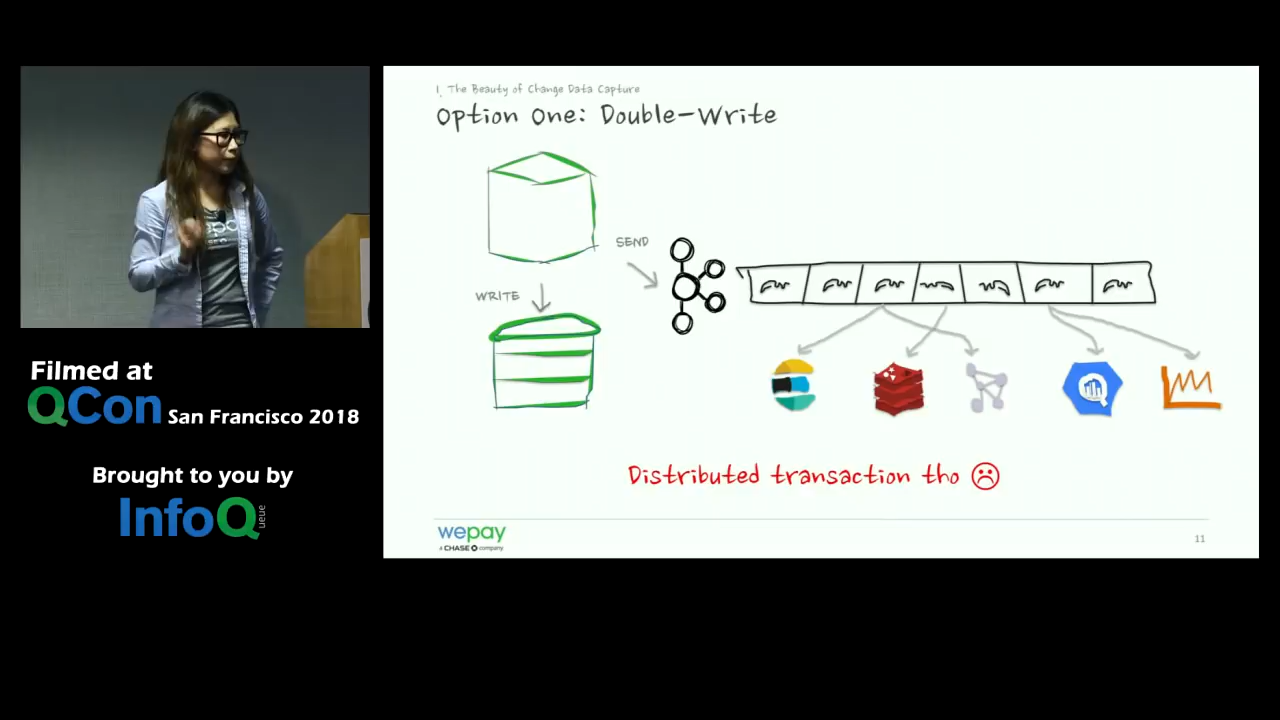 1. The Beauty of Change Data Capture
Option One: Double-Write
SEND
WRITE
Distributed transaction tho
wepay
a CHASE company
11
Filmed at
QCon San Francisco 2018
Brought to you by
InfoQ
queue